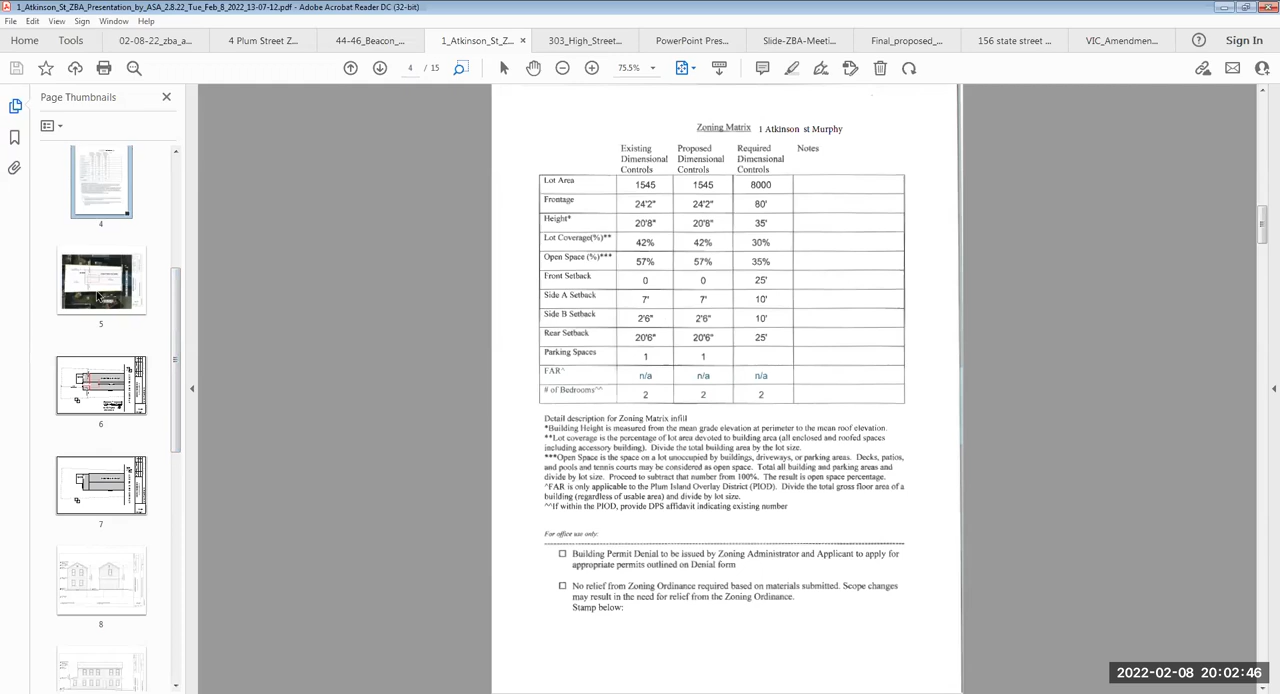 1_Atkinson_St_ZBA_Presentation_by_ASA_2.8.22_Tue_Feb_8_2022_13-07-12.pdf - Adobe Acrobat Reader DC (32-bit)
File Edit View Sign Window Help
Home Tools 02-08-22_zba_a... 4 Plum Street Z... 44-46_Beacon_... 1_Atkinson_St_Z... 303_High_Street... PowerPoint Pres... Slide-ZBA-Meeti... Final_proposed_... 156 state street ... VIC_Amendmen... Sign In
4 / 15 75.5%
Page Thumbnails
4
5
6
7
8
Zoning Matrix 1 Atkinson st Murphy
Existing Dimensional Controls Proposed Dimensional Controls Required Dimensional Controls Notes
Lot Area 1545 1545 8000
Frontage 24'2" 24'2" 80'
Height* 20'8" 20'8" 35'
Lot Coverage(%)** 42% 42% 30%
Open Space (%)*** 57% 57% 35%
Front Setback 0 0 25'
Side A Setback 7' 7' 10'
Side B Setback 2'6" 2'6" 10'
Rear Setback 20'6" 20'6" 25'
Parking Spaces 1 1
FAR^ n/a n/a n/a
# of Bedrooms^^ 2 2 2
Detail description for Zoning Matrix infill
*Building Height is measured from the mean grade elevation at perimeter to the mean roof elevation.
**Lot coverage is the percentage of lot area devoted to building area (all enclosed and roofed spaces
including accessory building). Divide the total building area by the lot size.
***Open Space is the space on a lot unoccupied by buildings, driveways, or parking areas. Decks, patios,
and pools and tennis courts may be considered as open space. Total all building and parking areas and
divide by lot size. Proceed to subtract that number from 100%. The result is open space percentage.
^FAR is only applicable to the Plum Island Overlay District (PIOD). Divide the total gross floor area of a
building (regardless of usable area) and divide by lot size.
^^If within the PIOD, provide DPS affidavit indicating existing number
For office use only:
Building Permit Denial to be issued by Zoning Administrator and Applicant to apply for
appropriate permits outlined on Denial form
No relief from Zoning Ordinance required based on materials submitted. Scope changes
may result in the need for relief from the Zoning Ordinance.
Stamp below:
2022-02-08 20:02:46